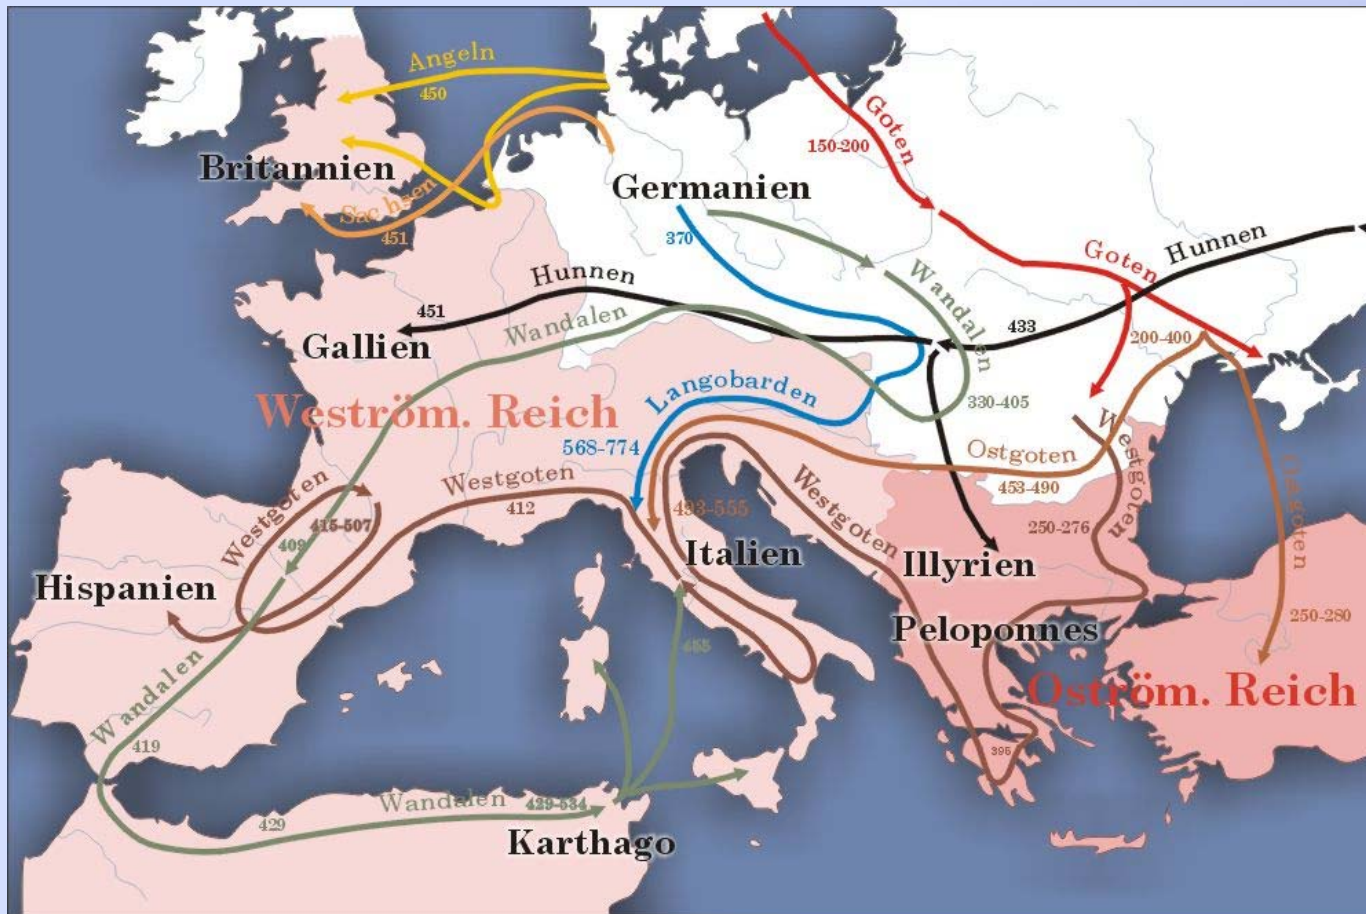 Angeln
450
Goten
150-200
Britannien
Germanien
Sachsen
451
370
Hunnen
Goten
Hunnen
Wandalen
451
Wandalen
433
Gallien
200-400
Langobarden
330-405
Weström. Reich
Westgoten
568-774
Ostgoten
453-490
Westgoten
412
Westgoten
Westgoten
415-507
493-555
250-276
Ostgoten
409
Italien
Illyrien
Hispanien
250-280
Peloponnes
455
Wandalen
Oström. Reich
419
395
Wandalen
429-534
429
Karthago